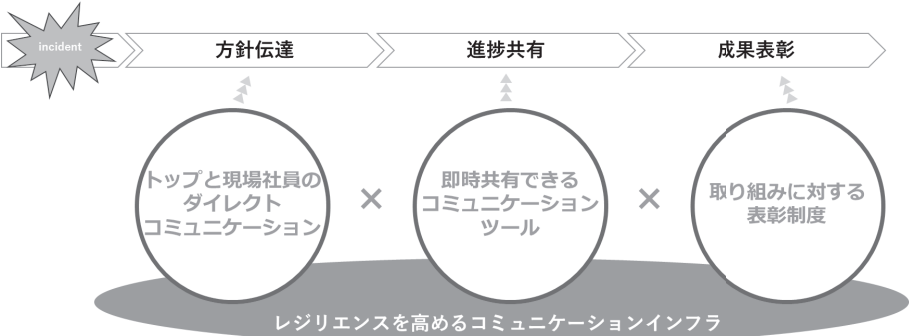 incident
方針伝達
進捗共有
成果表彰
トップと現場社員の
ダイレクト
コミュニケーション
×
即時共有できる
コミュニケーション
ツール
×
取り組みに対する
表彰制度
レジリエンスを高めるコミュニケーションインフラ